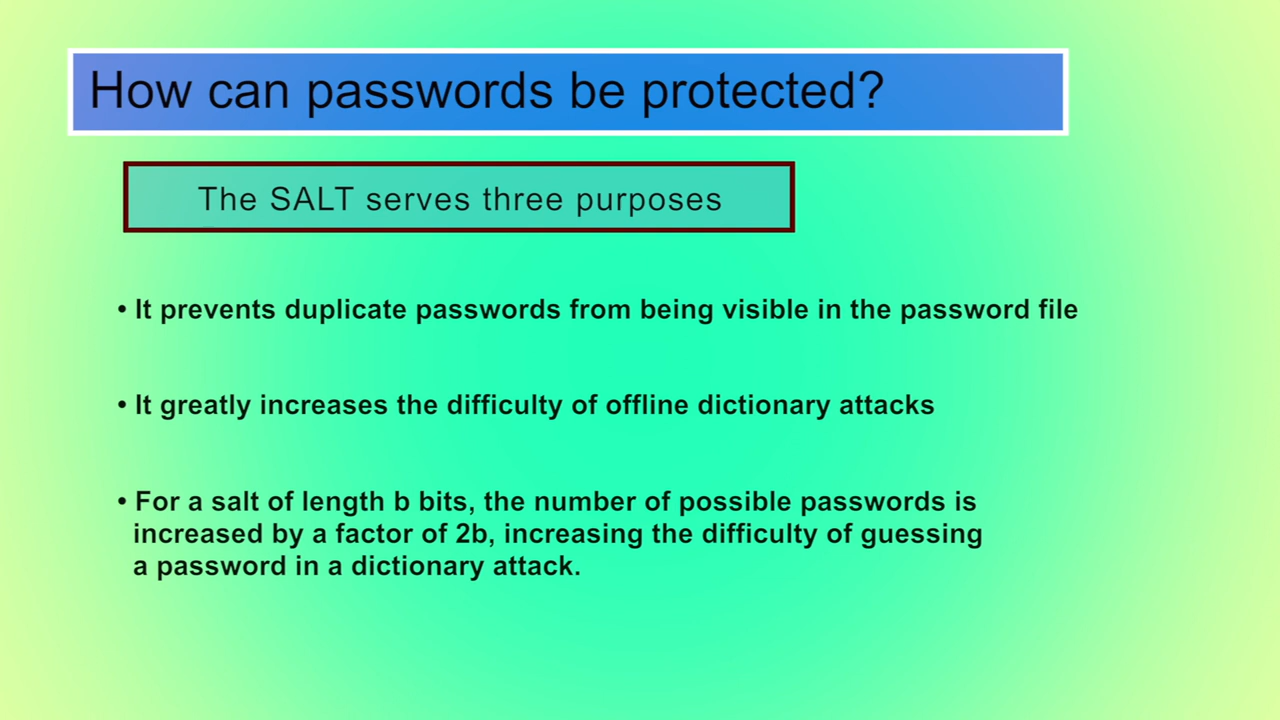 How can passwords be protected?
The SALT serves three purposes
• It prevents duplicate passwords from being visible in the password file
• It greatly increases the difficulty of offline dictionary attacks
• For a salt of length b bits, the number of possible passwords is
increased by a factor of 2b, increasing the difficulty of guessing
a password in a dictionary attack.